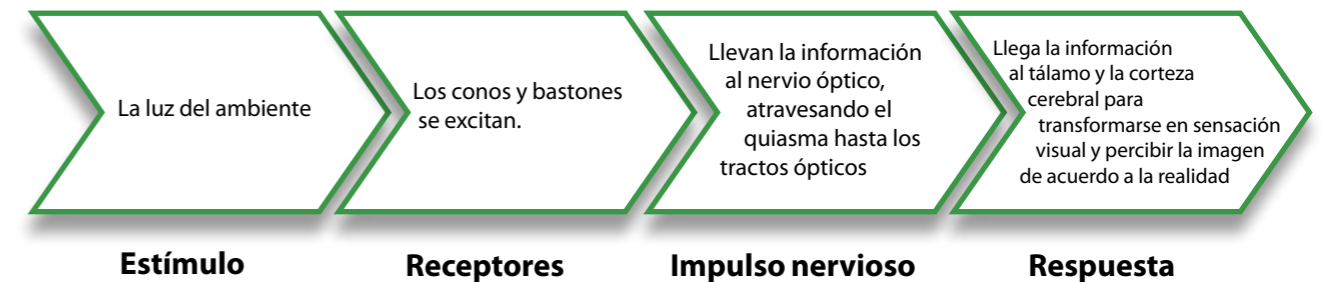 La luz del ambiente
Los conos y bastones
se excitan.
Llevan la información
al nervio óptico,
atravesando el
quiasma hasta los
tractos ópticos
Llega la información
al tálamo y la corteza
cerebral para
transformarse en sensación
visual y percibir la imagen
de acuerdo a la realidad
Estímulo
Receptores
Impulso nervioso
Respuesta